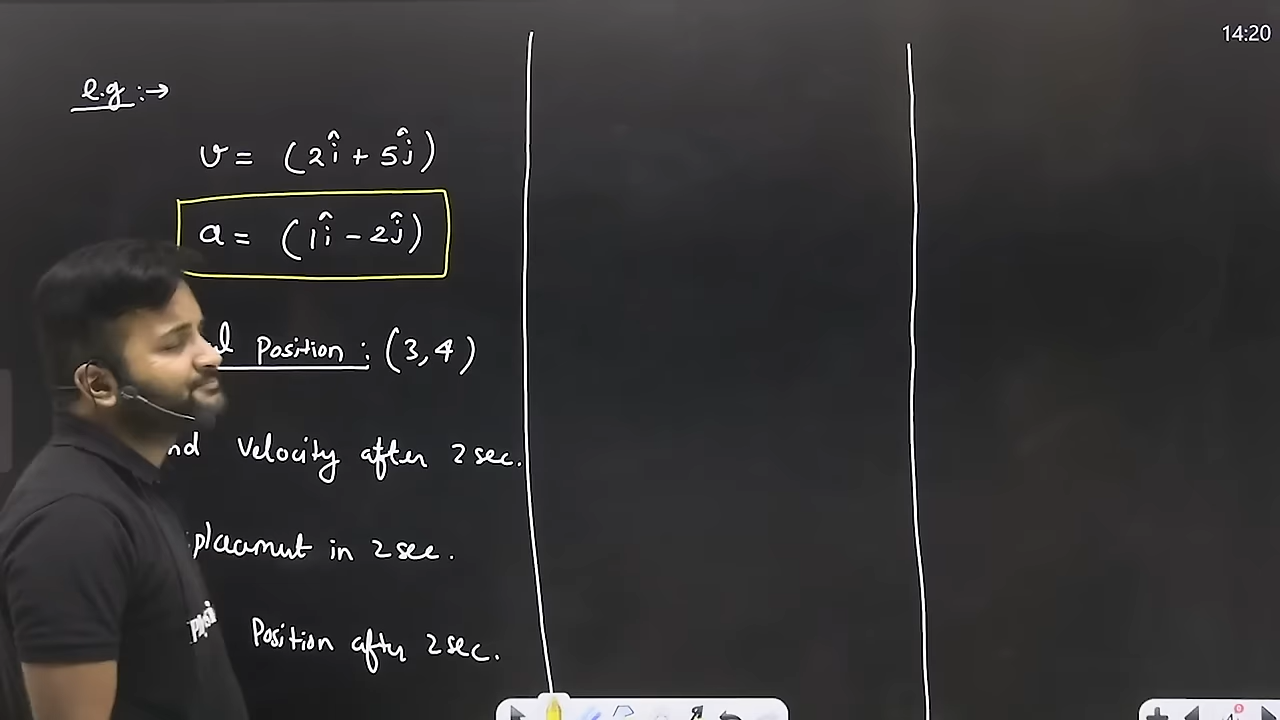 14:20
e.g :→
v = (2î + 5ĵ)
a = (1î - 2ĵ)
Position : (3,4)
velocity after 2 sec.
in 2 sec.
Position after 2 sec.